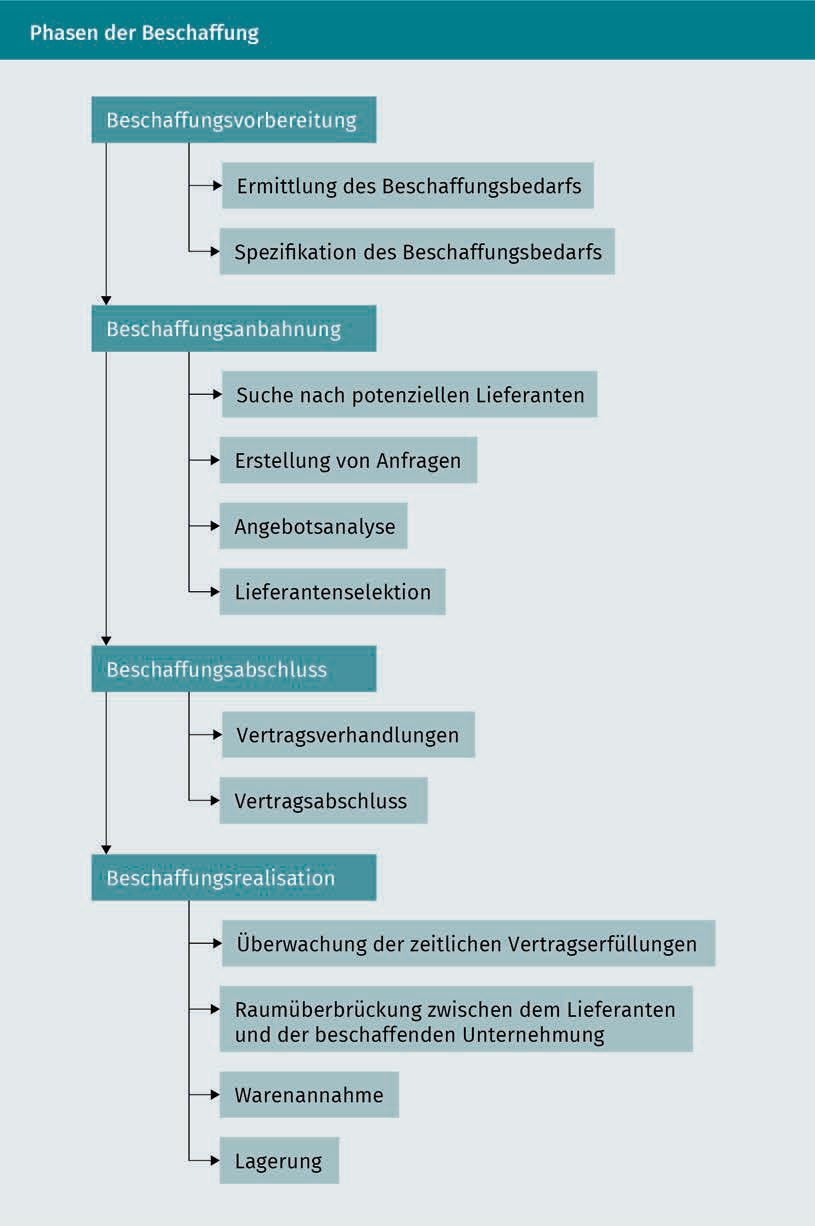 Phasen der Beschaffung
Beschaffungsvorbereitung
Ermittlung des Beschaffungsbedarfs
Spezifikation des Beschaffungsbedarfs
Beschaffungsanbahnung
Suche nach potenziellen Lieferanten
Erstellung von Anfragen
Angebotsanalyse
Lieferantenselektion
Beschaffungsabschluss
Vertragsverhandlungen
Vertragsabschluss
Beschaffungsrealisation
Überwachung der zeitlichen Vertragserfüllungen
Raumüberbrückung zwischen dem Lieferanten
und der beschaffenden Unternehmung
Warenannahme
Lagerung